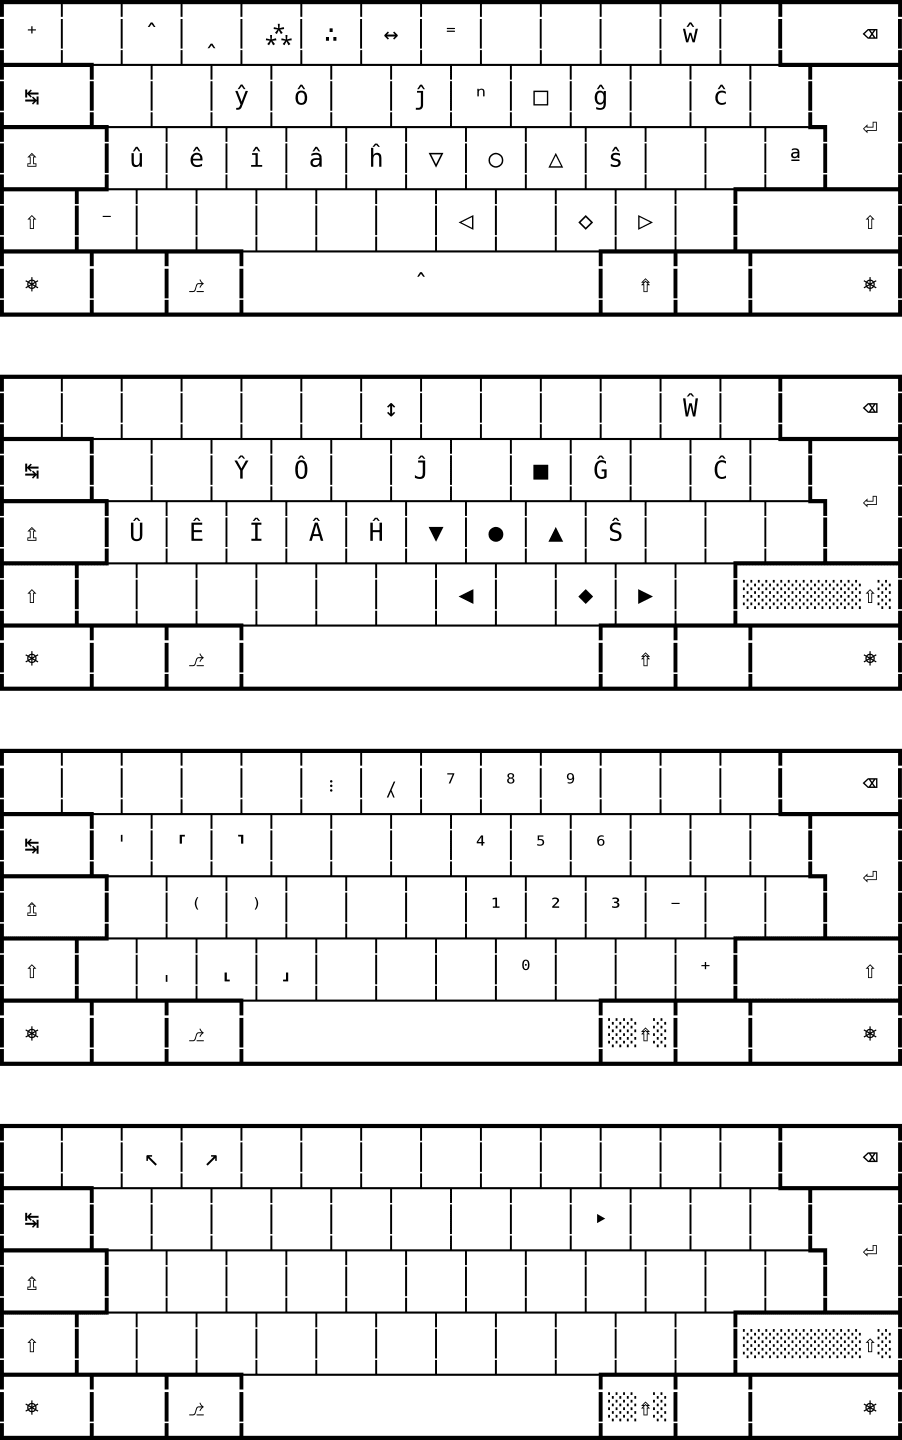 ⁺ ˆ ꞈ ⁂ ∴ ↔ ⁼ ŵ ⌫
↹ ŷ ô ĵ ⁿ □ ĝ ĉ ⏎
⇫ û ê î â ĥ ▽ ○ △ ŝ ª
⇧ ⁻ ◁ ◇ ▷ ⇧
⎈ ⎇ ˆ ⇮ ⎈
↕ Ŵ ⌫
↹ Ŷ Ô Ĵ ■ Ĝ Ĉ ⏎
⇫ Û Ê Î Â Ĥ ▼ ● ▲ Ŝ
⇧ ◀ ◆ ▶ ⇧
⎈ ⎇ ⇮ ⎈
⁷ ⁸ ⁹ ⌫
↹ ⸌ ⸢ ⸣ ⁴ ⁵ ⁶ ⏎
⇫ ⁽ ⁾ ¹ ² ³ ⁻
⇧ ˌ ⸤ ⸥ ⁰ ⁺ ⇧
⎈ ⎇ ⇮ ⎈
↖ ↗ ⌫
↹ ‣ ⏎
⇫
⇧ ⇧
⎈ ⎇ ⇮ ⎈